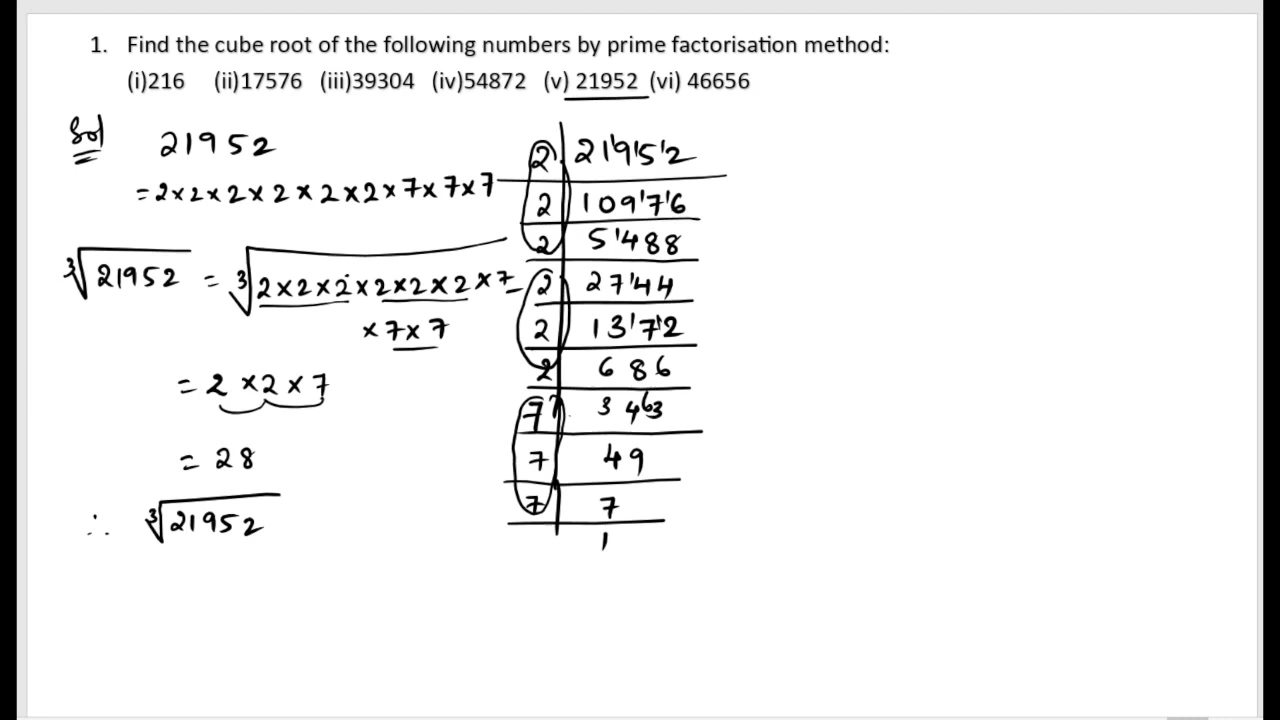 1. Find the cube root of the following numbers by prime factorisation method:
(i)216 (ii)17576 (iii)39304 (iv)54872 (v) 21952 (vi) 46656
Sol 21952
= 2 × 2 × 2 × 2 × 2 × 2 × 7 × 7 × 7
∛21952 = ∛2 × 2 × 2 × 2 × 2 × 2 × 7
× 7 × 7
= 2 × 2 × 7
= 28
∴ ∛21952
2 21952
2 10976
2 5488
2 2744
2 1372
2 686
7 343
7 49
7 7
1